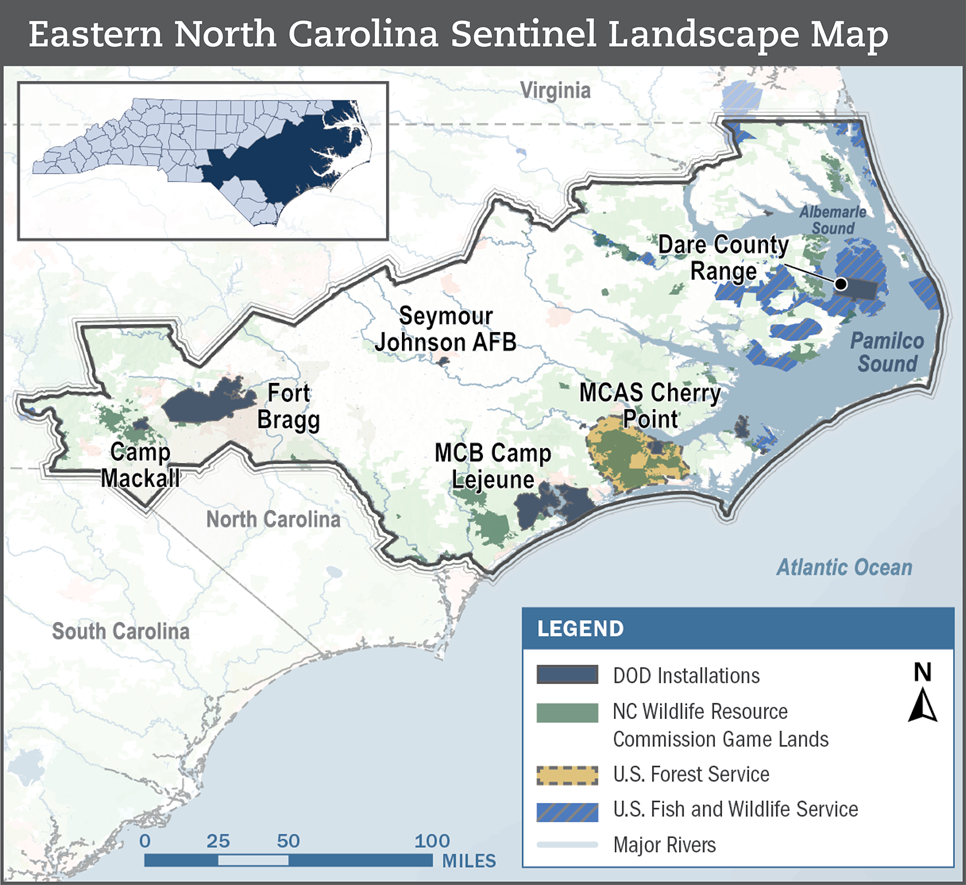 Eastern North Carolina Sentinel Landscape Map
Virginia
Albemarle
Sound
Dare County
Range
Seymour
Johnson AFB
Pamilco
Sound
Fort
Bragg
MCAS Cherry
Point
Camp
Mackall
MCB Camp
Lejeune
North Carolina
Atlantic Ocean
South Carolina
LEGEND
DOD Installations
N
NC Wildlife Resource
Commission Game Lands
U.S. Forest Service
U.S. Fish and Wildlife Service
Major Rivers
0 25 50 100
MILES